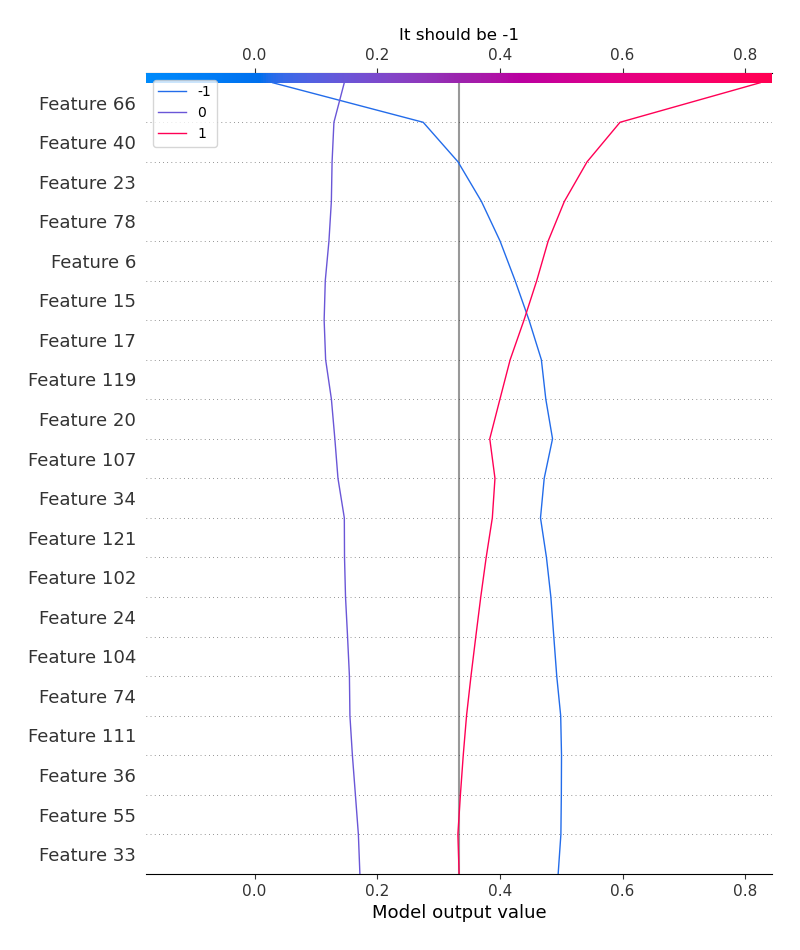 It should be -1
0.0 0.2 0.4 0.6 0.8
-1
0
1
Feature 66
Feature 40
Feature 23
Feature 78
Feature 6
Feature 15
Feature 17
Feature 119
Feature 20
Feature 107
Feature 34
Feature 121
Feature 102
Feature 24
Feature 104
Feature 74
Feature 111
Feature 36
Feature 55
Feature 33
0.0 0.2 0.4 0.6 0.8
Model output value